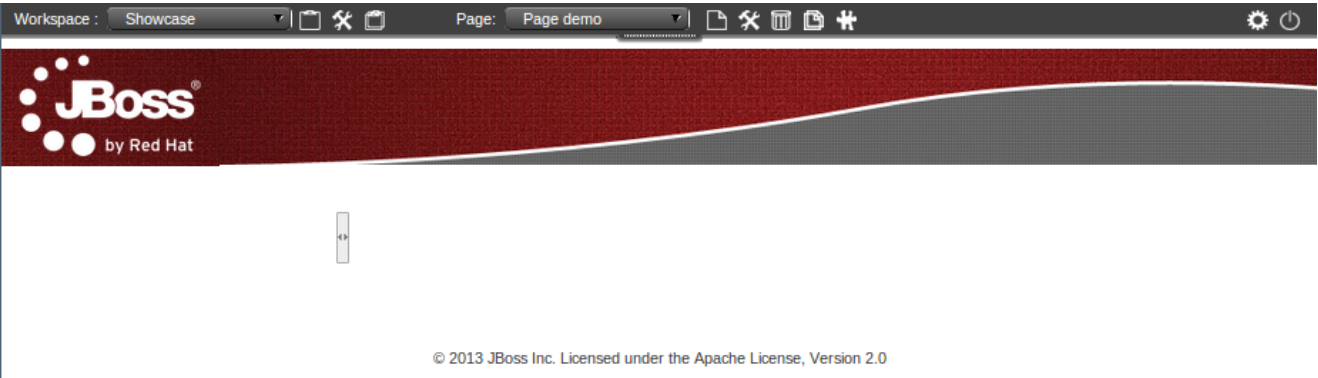 Workspace : Showcase Page: Page demo
JBoss®
by Red Hat
© 2013 JBoss Inc. Licensed under the Apache License, Version 2.0